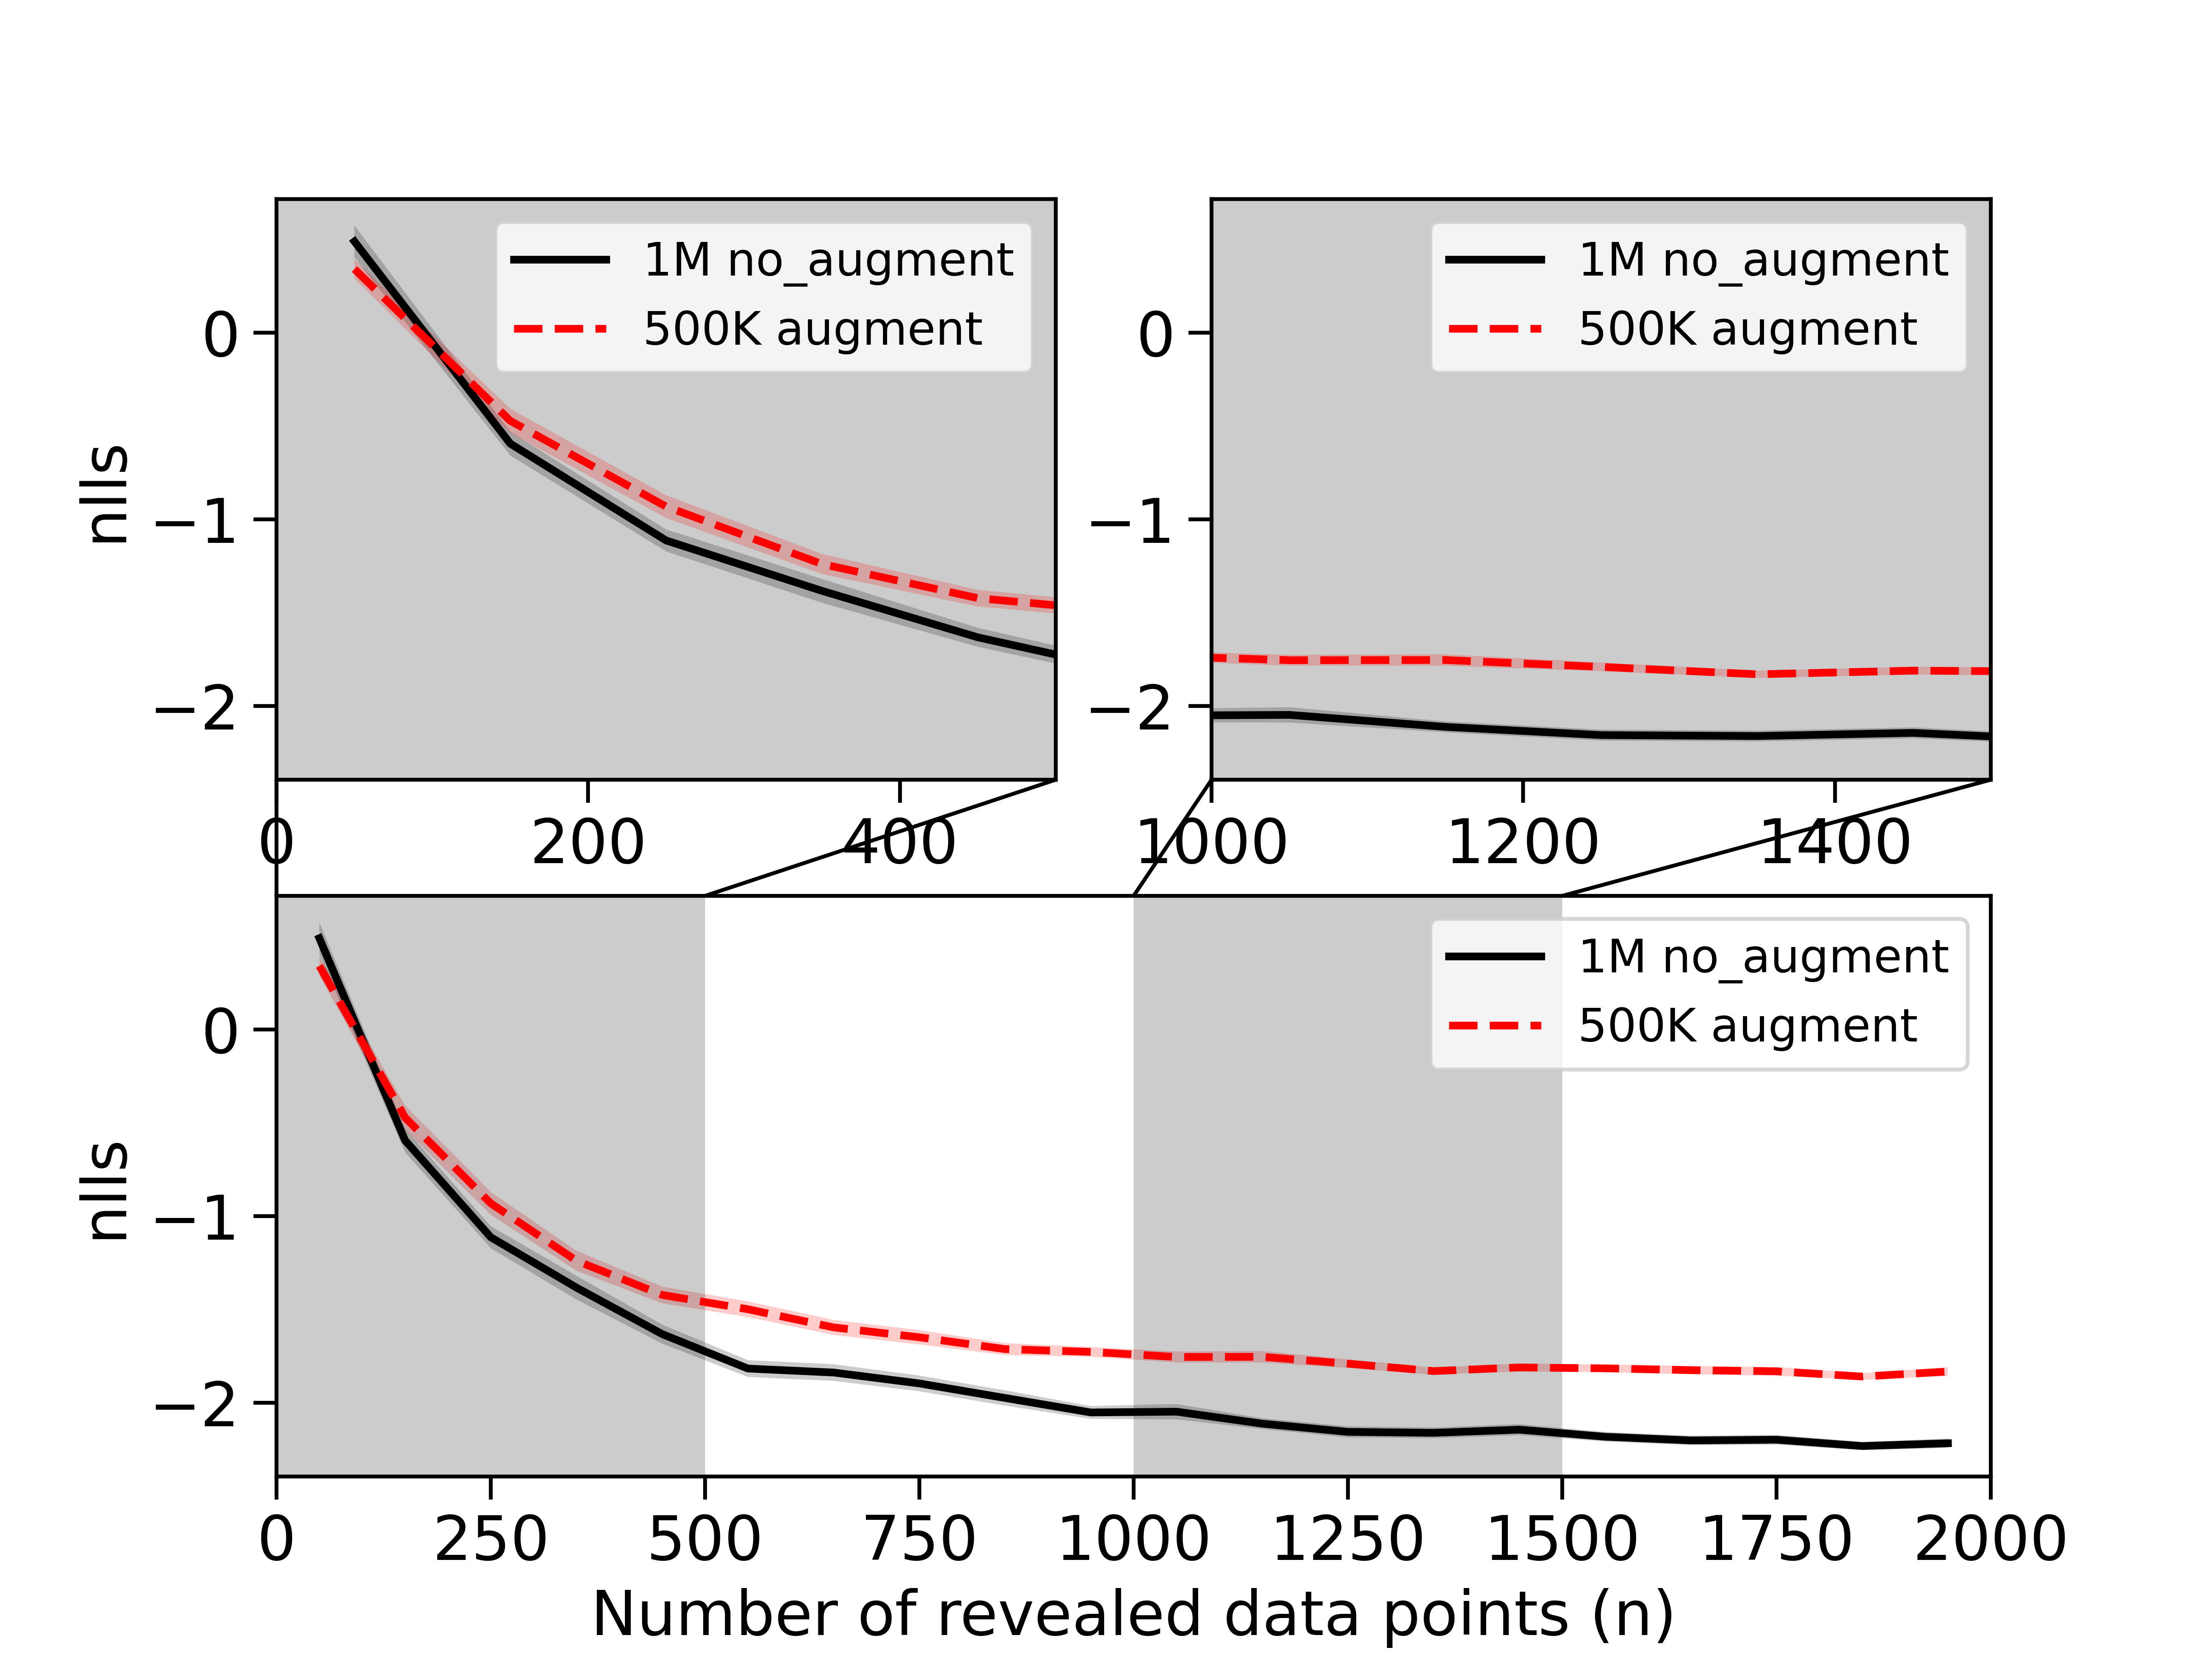 1M no_augment
500K augment
1M no_augment
500K augment
nlls
0
−1
−2
0
−1
−2
0 200 400
1000 1200 1400
1M no_augment
500K augment
nlls
0
−1
−2
0 250 500 750 1000 1250 1500 1750 2000
Number of revealed data points (n)